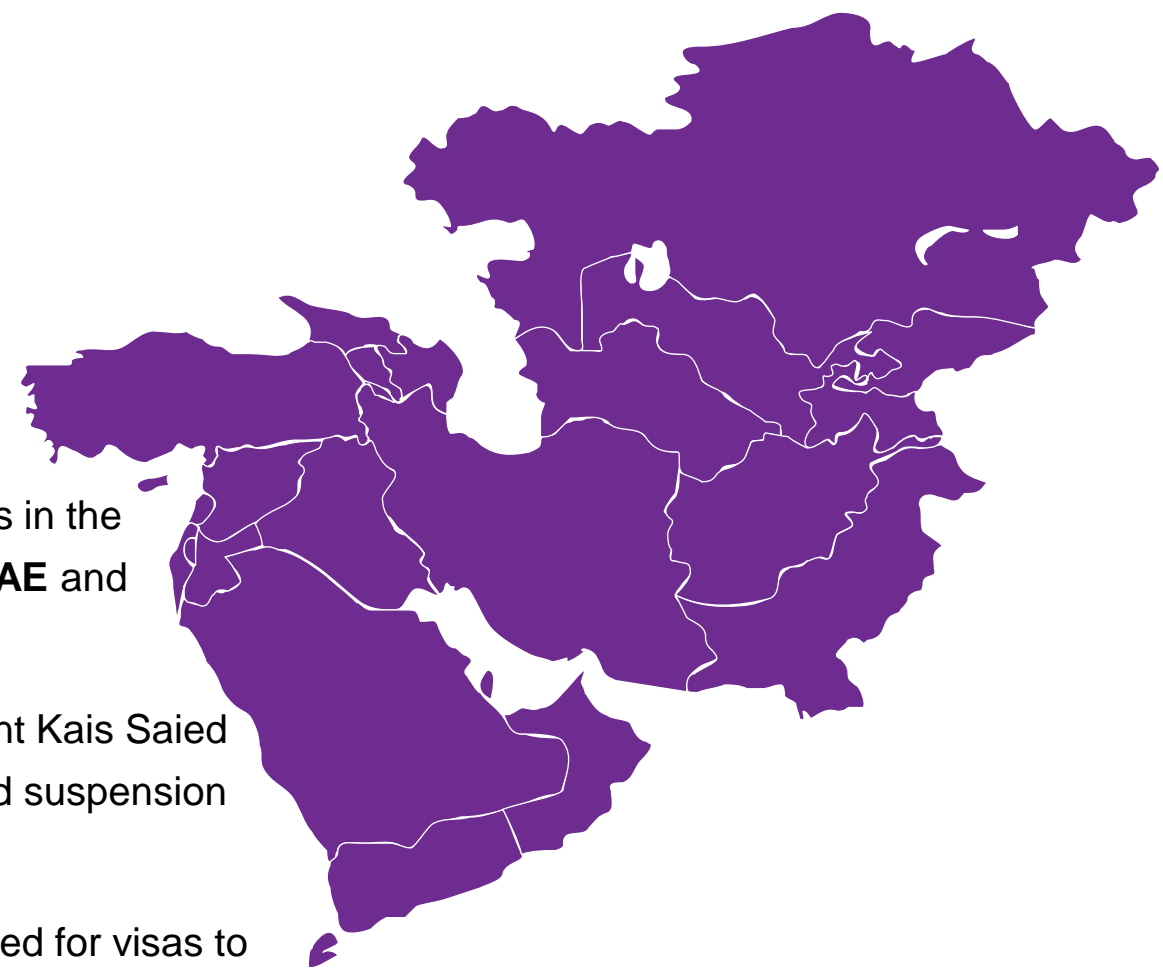 s in the
AE and
nt Kais Saied
d suspension
ed for visas to